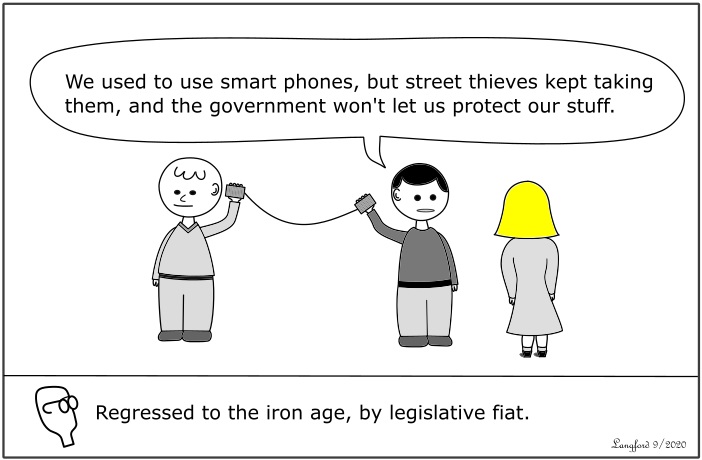 We used to use smart phones, but street thieves kept taking
them, and the government won't let us protect our stuff.
Regressed to the iron age, by legislative fiat.
Langford 9/2020